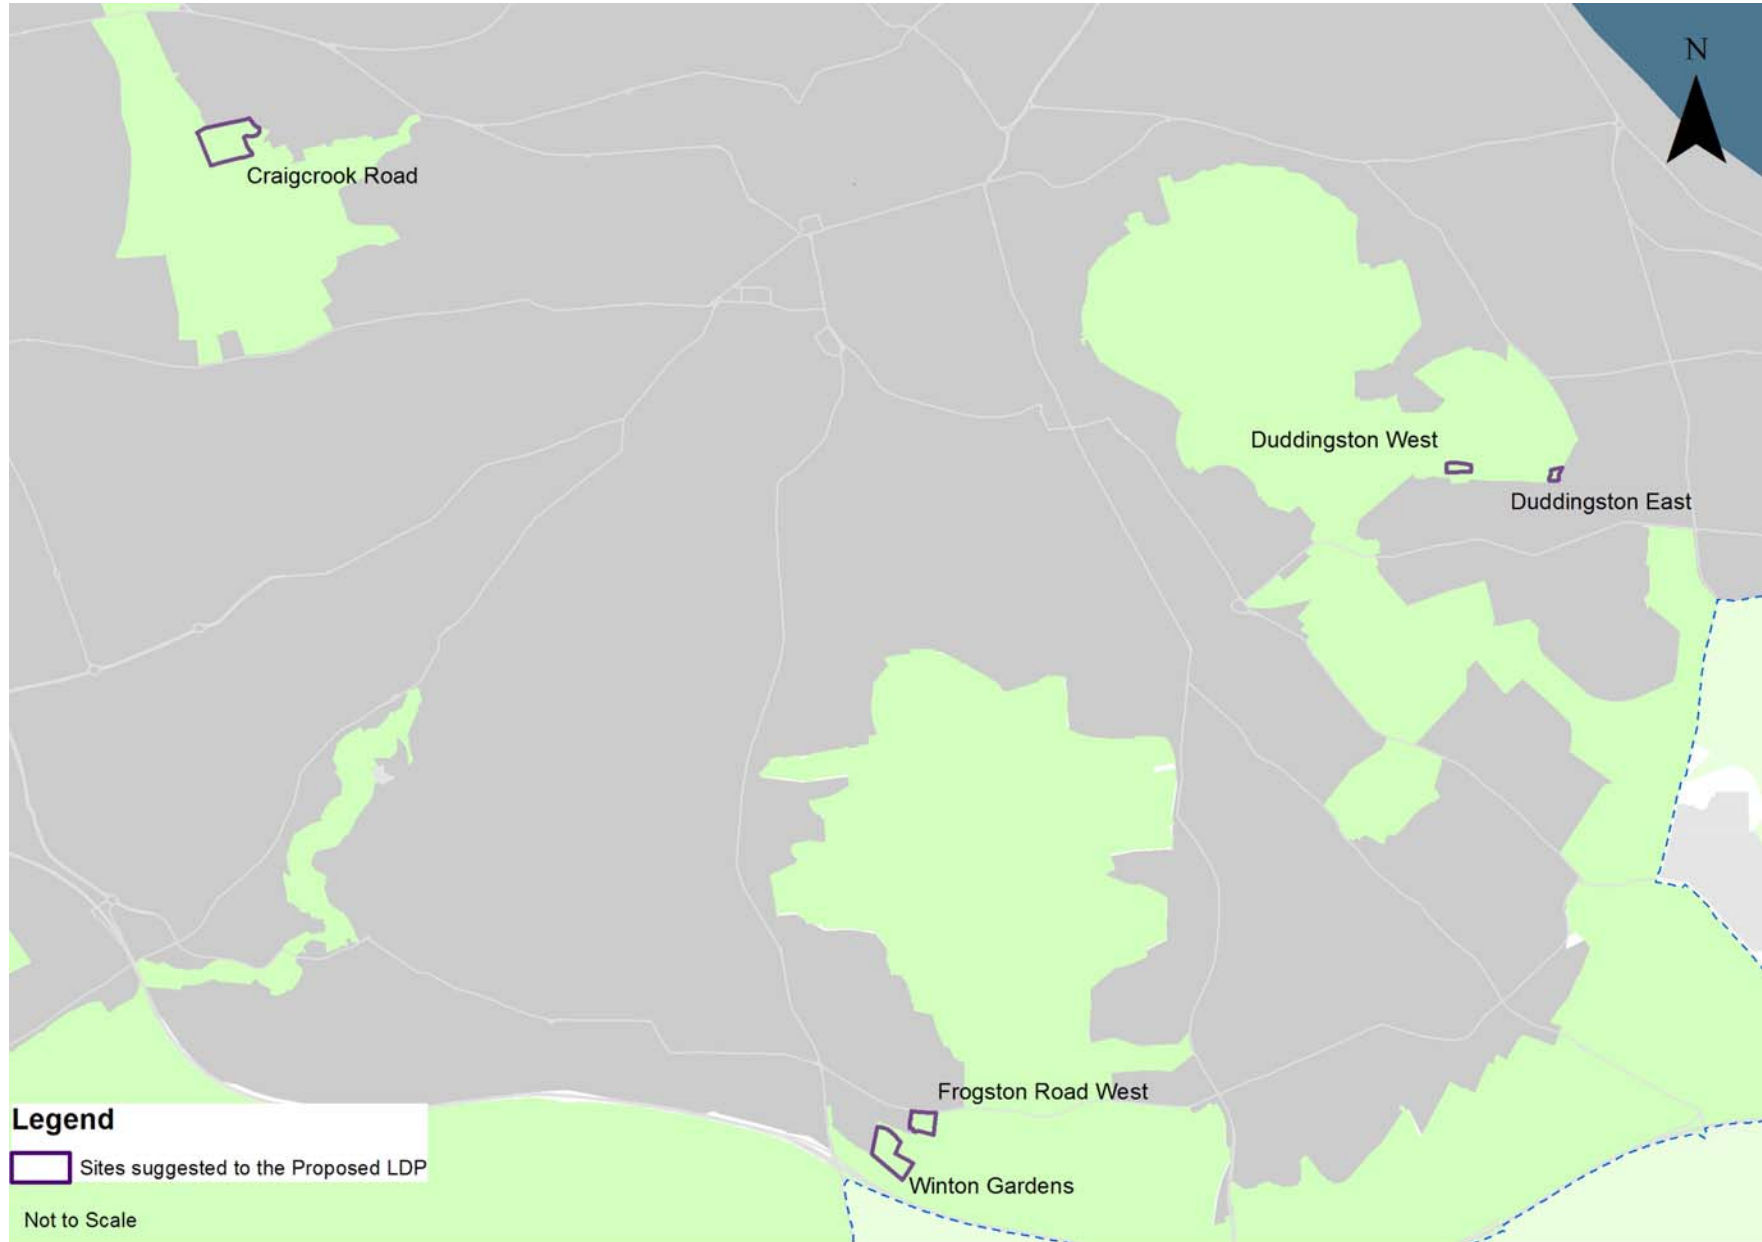 N
Craigcrook Road
Duddingston West
Duddingston East
Frogston Road West
Winton Gardens
Legend
Sites suggested to the Proposed LDP
Not to Scale